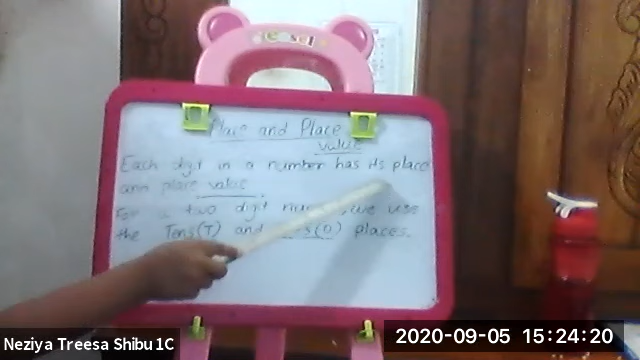 Place and Place
value
Each digit in a number has its place
and place value
For a two digit we use
the Tens(T) and places.
Neziya Treesa Shibu 1C
2020-09-05 15:24:20